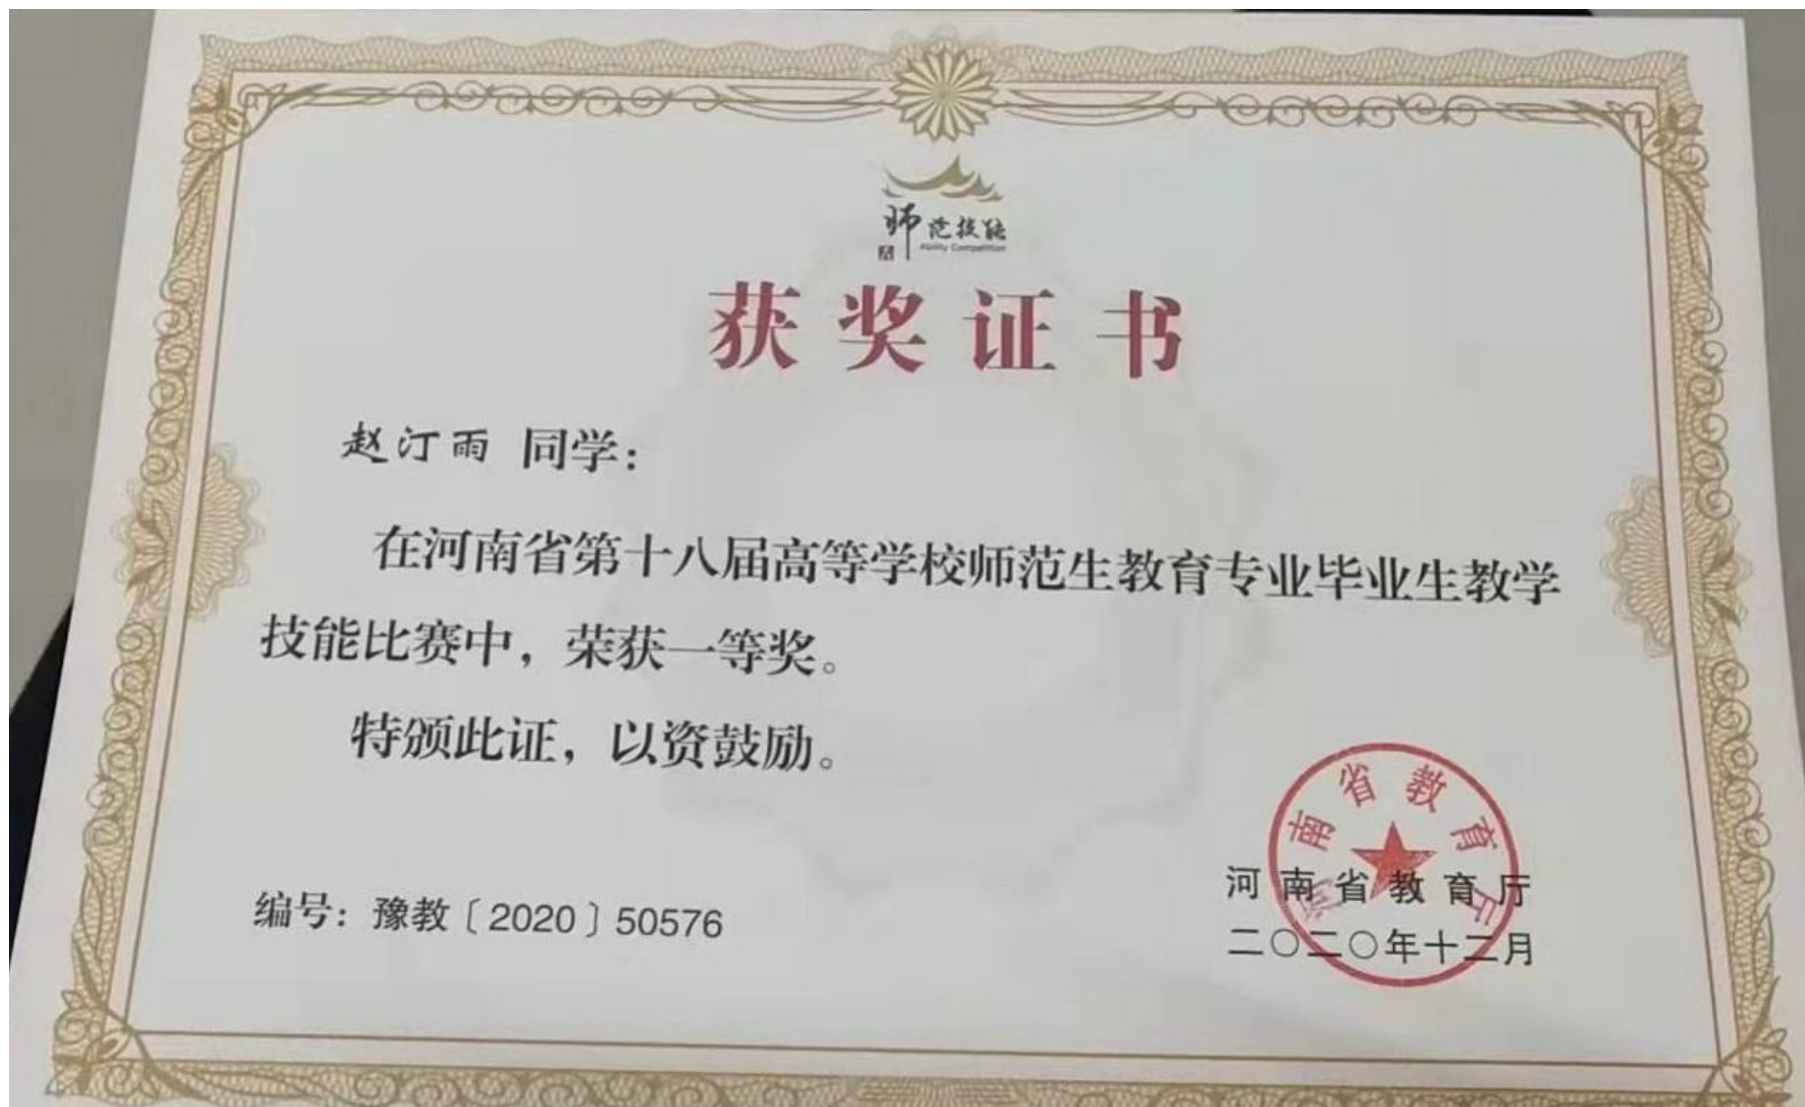 师范技能
Ability Competition
获奖证书
赵汀雨 同学：
在河南省第十八届高等学校师范生教育专业毕业生教学
技能比赛中，荣获一等奖。
特颁此证，以资鼓励。
编号：豫教〔2020〕50576
河南省教育厅
河南省教育厅
二〇二〇年十二月